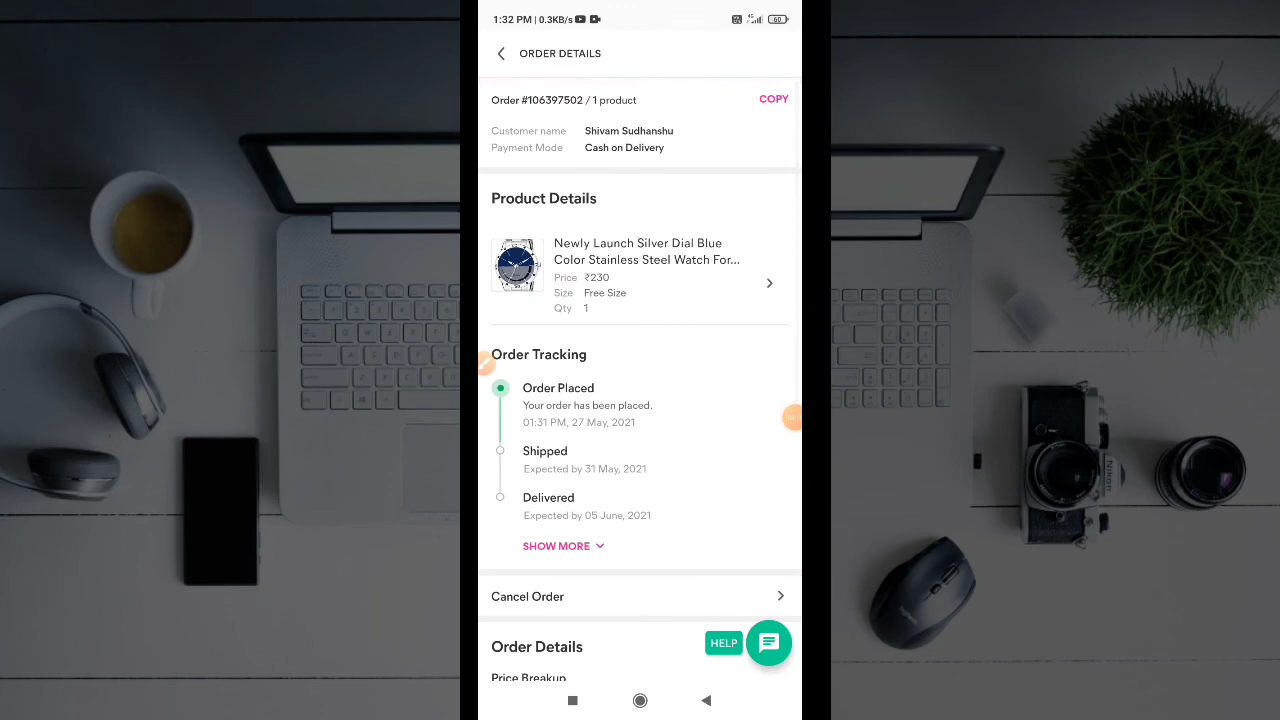 1:32 PM | 0.3KB/s
60
ORDER DETAILS
Order #106397502 / 1 product
COPY
Customer name Shivam Sudhanshu
Payment Mode Cash on Delivery
Product Details
Newly Launch Silver Dial Blue
Color Stainless Steel Watch For...
Price ₹230
Size Free Size
Qty 1
Order Tracking
Order Placed
Your order has been placed.
01:31 PM, 27 May, 2021
Shipped
Expected by 31 May, 2021
Delivered
Expected by 05 June, 2021
SHOW MORE
Cancel Order
Order Details
HELP
Price Breakup